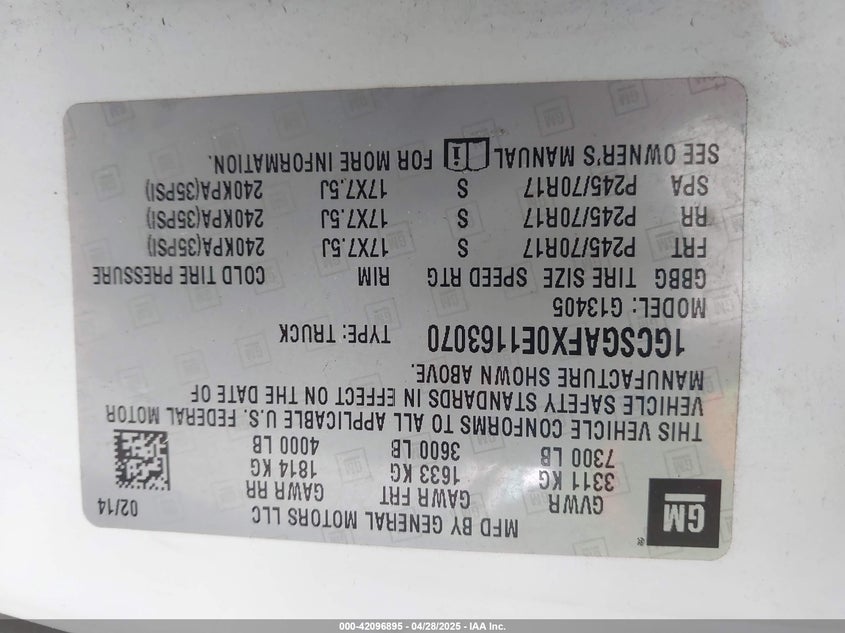 MFD BY GENERAL MOTORS LLC 02/14
GM
GVWR GAWR FRT GAWR RR
3311 KG 1633 KG 1814 KG
7300 LB 3600 LB 4000 LB
THIS VEHICLE CONFORMS TO ALL APPLICABLE U.S. FEDERAL MOTOR
VEHICLE SAFETY STANDARDS IN EFFECT ON THE DATE OF
MANUFACTURE SHOWN ABOVE.
1GCSGAFX0E1163070 TYPE: TRUCK
MODEL: G13405
GBBG TIRE SIZE SPEED RTG RIM COLD TIRE PRESSURE
FRT P245/70R17 S 17X7.5J 240KPA(35PSI)
RR P245/70R17 S 17X7.5J 240KPA(35PSI)
SPA P245/70R17 S 17X7.5J 240KPA(35PSI)
SEE OWNER'S MANUAL i FOR MORE INFORMATION.
000-42096895 - 04/28/2025 - IAA Inc.